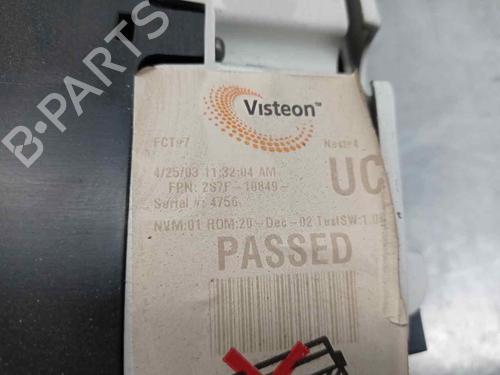 Visteon™
FCT#7
Nest#4
4/25/03 11:32:04 AM
FPN: 2S7F-10849-
UC
Serial #: 4756
NVM:01 ROM:20-Dec-02 TestSW:1.0
PASSED
B-PARTS